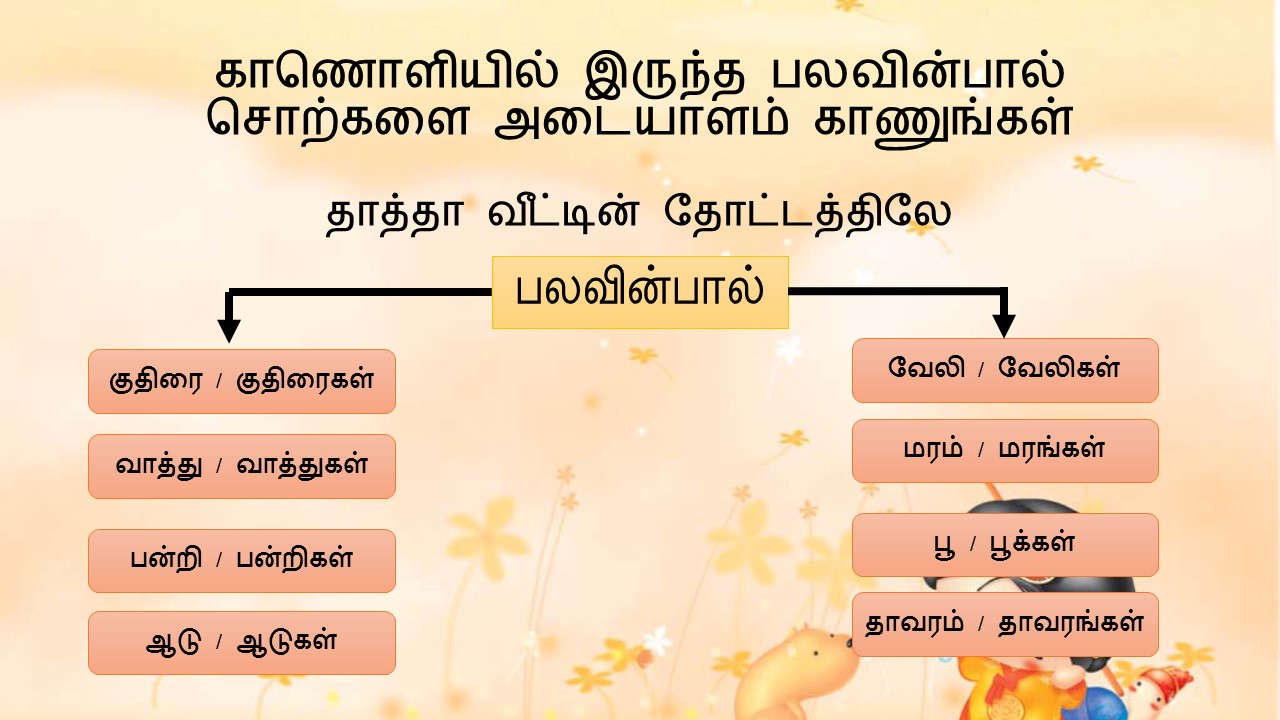 காணொளியில் இருந்த பலவின்பால்
சொற்களை அடையாளம் காணுங்கள்
தாத்தா வீட்டின் தோட்டத்திலே
பலவின்பால்
குதிரை / குதிரைகள்
வாத்து / வாத்துகள்
பன்றி / பன்றிகள்
ஆடு / ஆடுகள்
வேலி / வேலிகள்
மரம் / மரங்கள்
பூ / பூக்கள்
தாவரம் / தாவரங்கள்